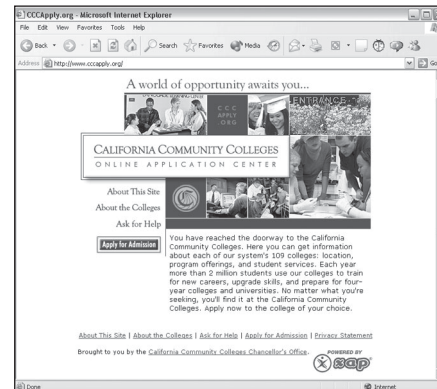 CCCApply.org - Microsoft Internet Explorer
File Edit View Favorites Tools Help
Back Search Favorites Media
Address http://www.cccapply.org/ Go
A world of opportunity awaits you...
LANGUAGE LEARNING CENTER
CCC
APPLY
.ORG
ENTRANCE
CALIFORNIA COMMUNITY COLLEGES
ONLINE APPLICATION CENTER
About This Site
About the Colleges
Ask for Help
Apply for Admission
You have reached the doorway to the California
Community Colleges. Here you can get information
about each of our system's 109 colleges: location,
program offerings, and student services. Each year
more than 2 million students use our colleges to train
for new careers, upgrade skills, and prepare for four-
year colleges and universities. No matter what you're
seeking, you'll find it at the California Community
Colleges. Apply now to the college of your choice.
About This Site | About the Colleges | Ask for Help | Apply for Admission | Privacy Statement
Brought to you by the California Community Colleges Chancellor's Office.
POWERED BY
xap
Done Internet